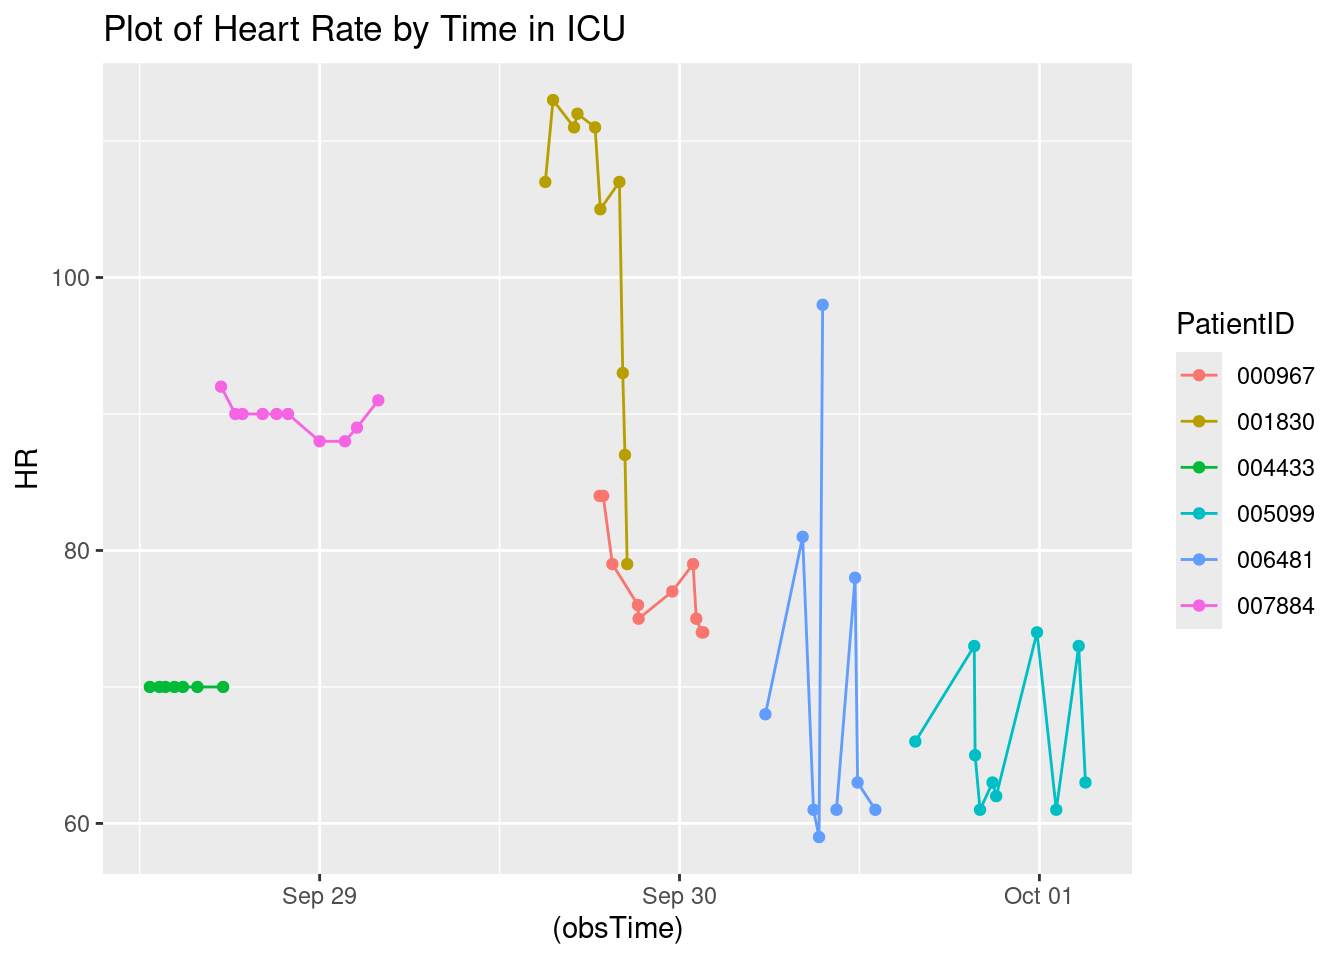 Plot of Heart Rate by Time in ICU
HR
100
80
60
Sep 29
Sep 30
Oct 01
(obsTime)
PatientID
000967
001830
004433
005099
006481
007884